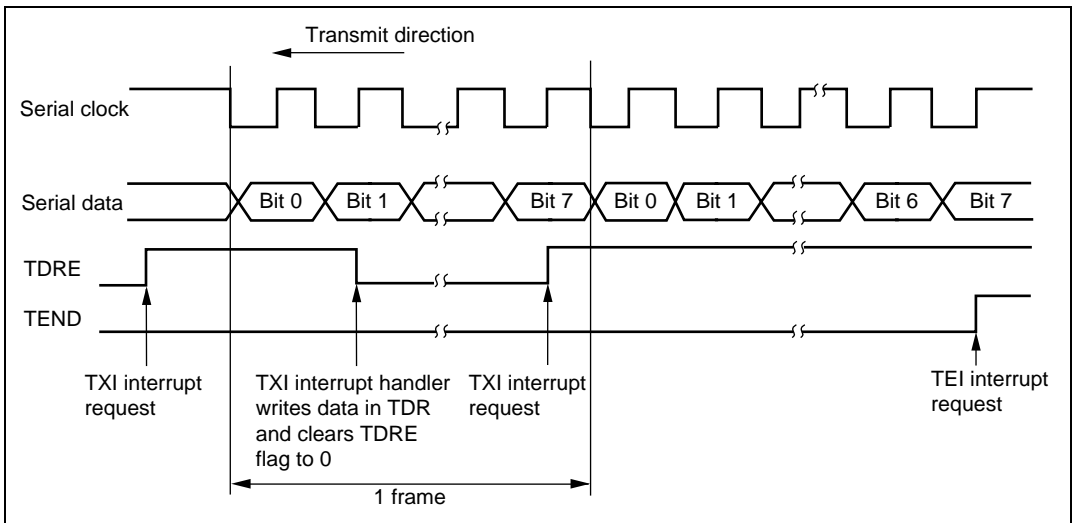 Transmit direction
Serial clock
Serial data
Bit 0
Bit 1
Bit 7
Bit 0
Bit 1
Bit 6
Bit 7
TDRE
TEND
TXI interrupt
request
TXI interrupt handler
writes data in TDR
and clears TDRE
flag to 0
TXI interrupt
request
TEI interrupt
request
1 frame